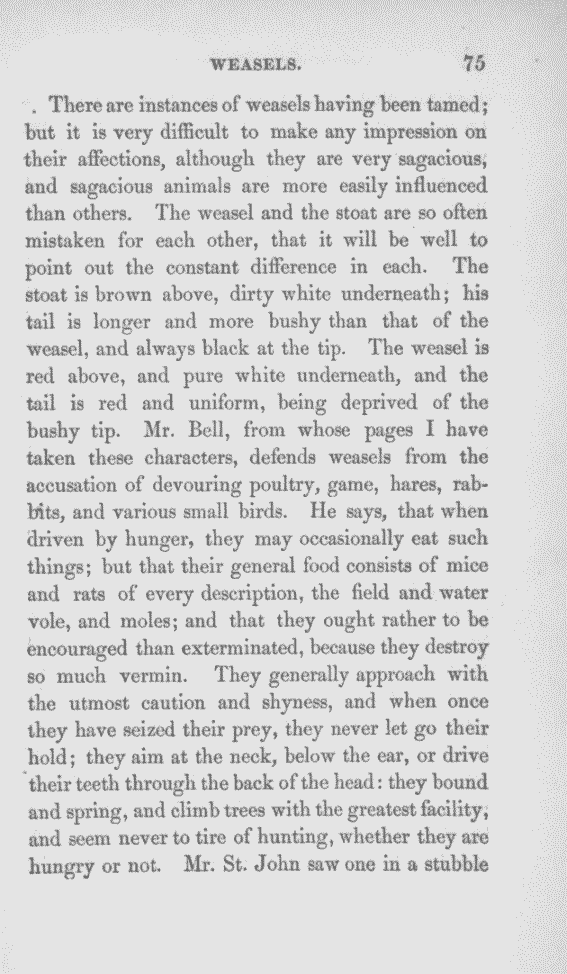 WEASELS. 75
. There are instances of weasels having been tamed;
but it is very difficult to make any impression on
their affections, although they are very sagacious,
and sagacious animals are more easily influenced
than others. The weasel and the stoat are so often
mistaken for each other, that it will be well to
point out the constant difference in each. The
stoat is brown above, dirty white underneath; his
tail is longer and more bushy than that of the
weasel, and always black at the tip. The weasel is
red above, and pure white underneath, and the
tail is red and uniform, being deprived of the
bushy tip. Mr. Bell, from whose pages I have
taken these characters, defends weasels from the
accusation of devouring poultry, game, hares, rab-
bits, and various small birds. He says, that when
driven by hunger, they may occasionally eat such
things; but that their general food consists of mice
and rats of every description, the field and water
vole, and moles; and that they ought rather to be
encouraged than exterminated, because they destroy
so much vermin. They generally approach with
the utmost caution and shyness, and when once
they have seized their prey, they never let go their
hold; they aim at the neck, below the ear, or drive
their teeth through the back of the head: they bound
and spring, and climb trees with the greatest facility,
and seem never to tire of hunting, whether they are
hungry or not. Mr. St. John saw one in a stubble